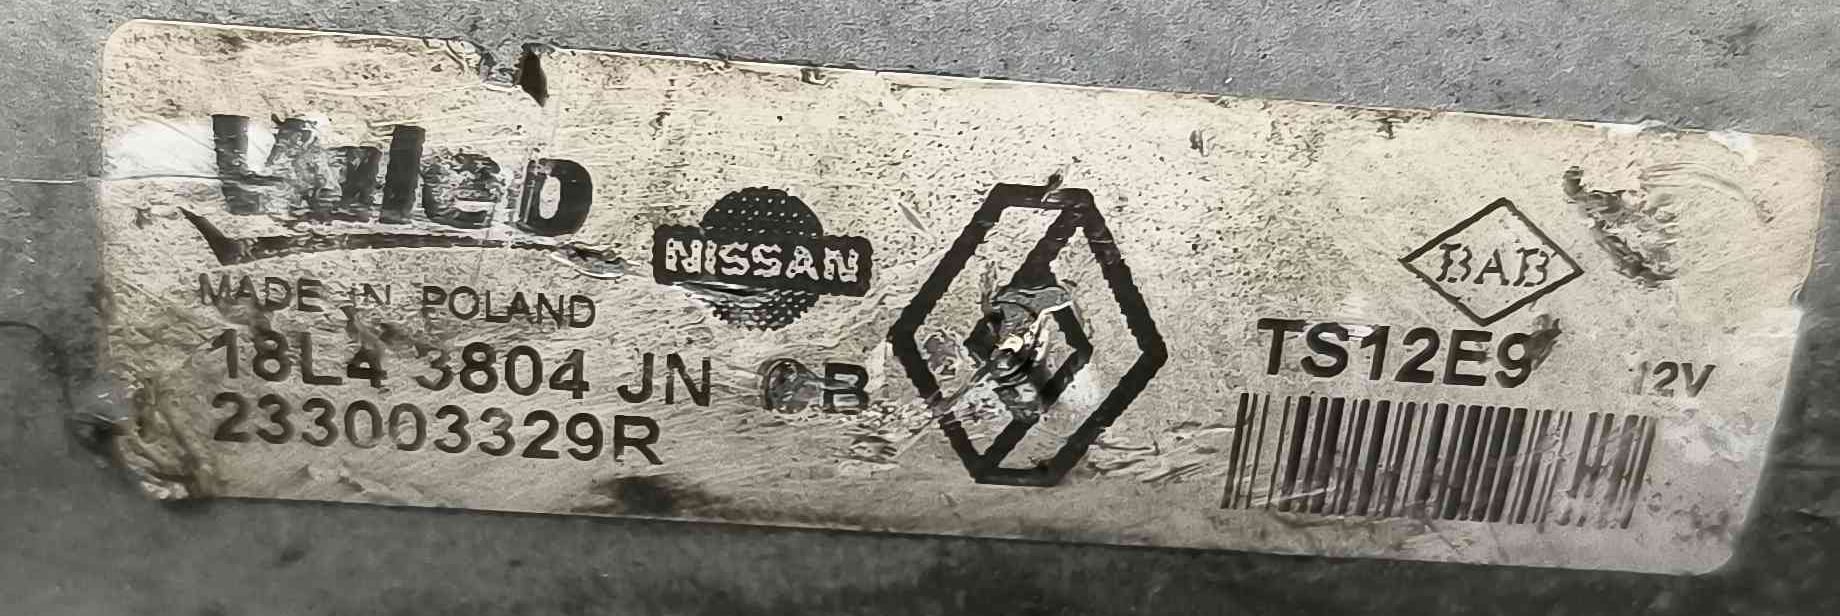 Valeo
NISSAN
MADE IN POLAND
18L4 3804 JN B
233003329R
BAB
TS12E9
12V